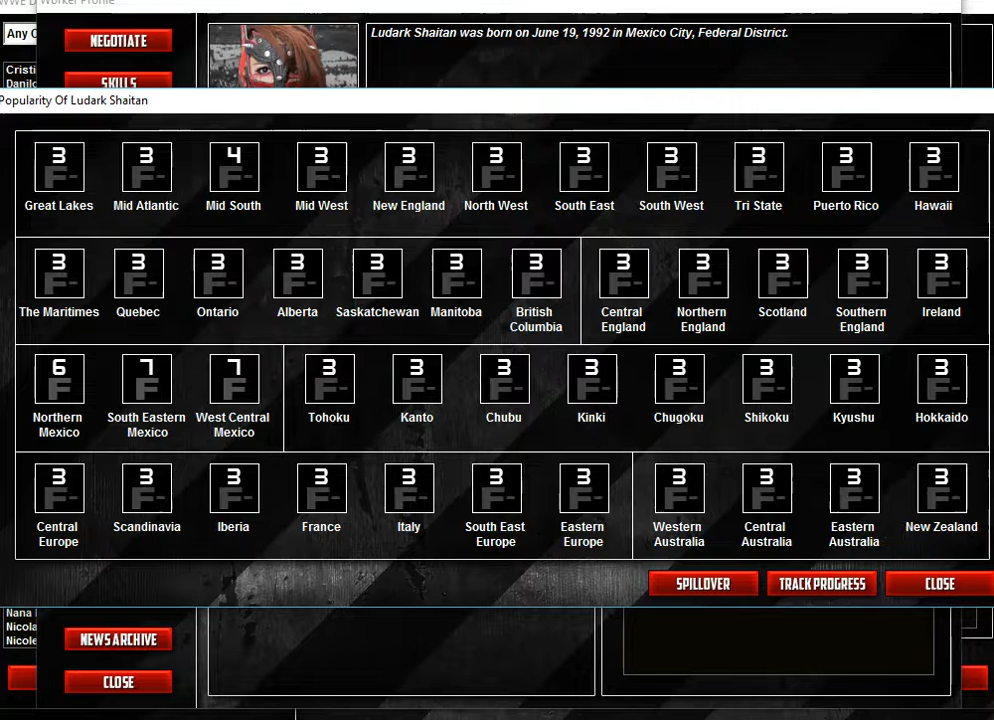 Worker Profile
WWE D
Any C
NEGOTIATE
Ludark Shaitan was born on June 19, 1992 in Mexico City, Federal District.
Cristi
SKILLS
Danilo
Popularity Of Ludark Shaitan
3 3 4 3 3 3 3 3 3 3 3
F- F- F- F- F- F- F- F- F- F- F-
Great Lakes Mid Atlantic Mid South Mid West New England North West South East South West Tri State Puerto Rico Hawaii
3 3 3 3 3 3 3 3 3 3 3 3
F- F- F- F- F- F- F- F- F- F- F- F-
The Maritimes Quebec Ontario Alberta Saskatchewan Manitoba British Columbia Central England Northern England Scotland Southern England Ireland
6 7 7 3 3 3 3 3 3 3 3
F F F F- F- F- F- F- F- F- F-
Northern Mexico South Eastern Mexico West Central Mexico Tohoku Kanto Chubu Kinki Chugoku Shikoku Kyushu Hokkaido
3 3 3 3 3 3 3 3 3 3 3
F- F- F- F- F- F- F- F- F- F- F-
Central Europe Scandinavia Iberia France Italy South East Europe Eastern Europe Western Australia Central Australia Eastern Australia New Zealand
SPILLOVER TRACK PROGRESS CLOSE
Nana
Nicola
Nicole
NEWS ARCHIVE
CLOSE